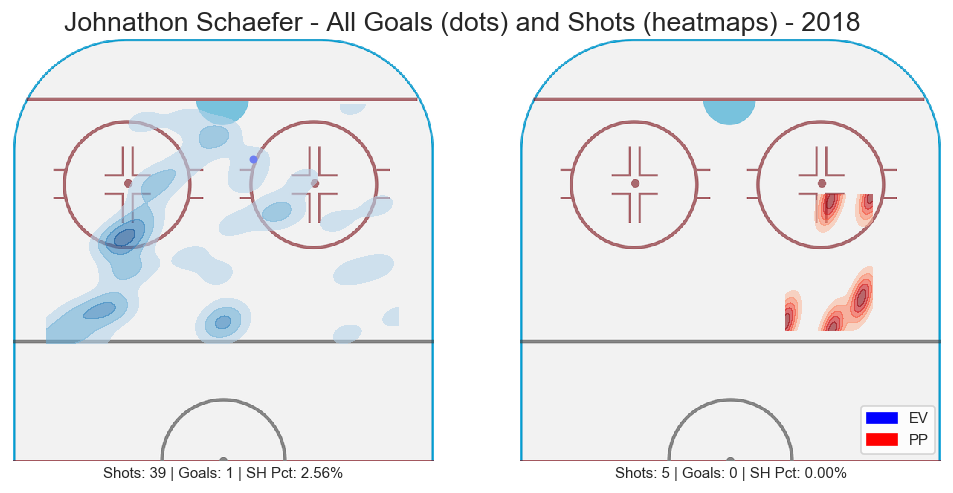 Johnathon Schaefer - All Goals (dots) and Shots (heatmaps) - 2018
EV
PP
Shots: 39 | Goals: 1 | SH Pct: 2.56%
Shots: 5 | Goals: 0 | SH Pct: 0.00%